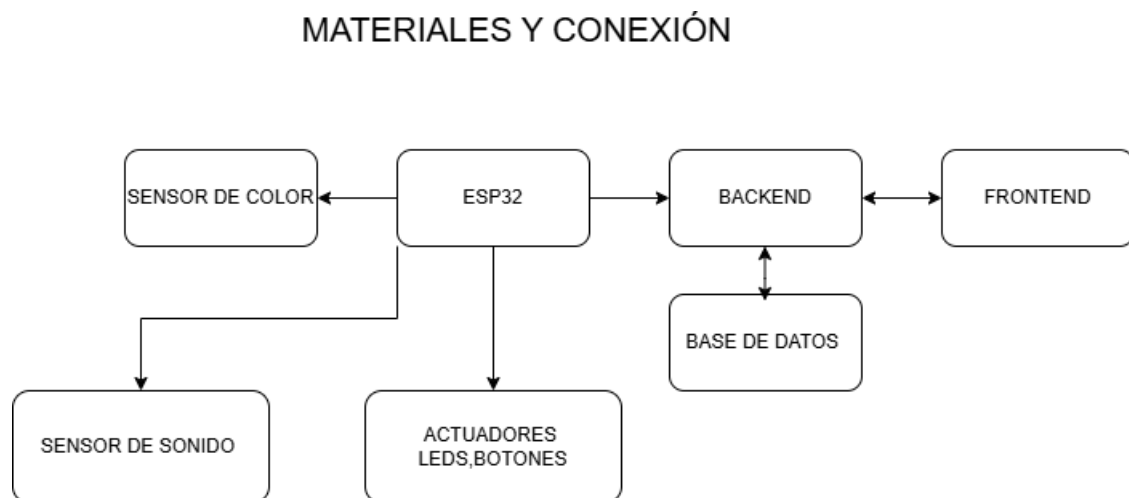 MATERIALES Y CONEXIÓN
SENSOR DE COLOR
ESP32
BACKEND
FRONTEND
BASE DE DATOS
SENSOR DE SONIDO
ACTUADORES
LEDS,BOTONES